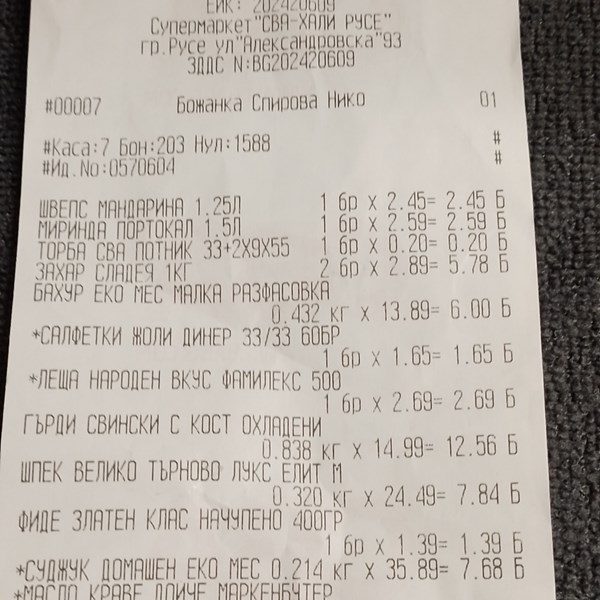 ЕИК: 202420609
Супермаркет"СВА-ХАЛИ РУСЕ"
гр.Русе ул"Александровска"93
ЗДДС N:BG202420609
#00007 Божанка Спирова Нико 01
#Каса:7 Бон:203 Нул:1588 #
#Ид.No:0570604 #
ШВЕПС МАНДАРИНА 1.25Л 1 бр x 2.45= 2.45 Б
МИРИНДА ПОРТОКАЛ 1.5Л 1 бр x 2.59= 2.59 Б
ТОРБА СВА ПОТНИК 33+2X9X55 1 бр x 0.20= 0.20 Б
ЗАХАР СЛАДЕЯ 1КГ 2 бр x 2.89= 5.78 Б
БАХУР ЕКО МЕС МАЛКА РАЗФАСОВКА
0.432 кг x 13.89= 6.00 Б
*САЛФЕТКИ ЖОЛИ ДИНЕР 33/33 60БР
1 бр x 1.65= 1.65 Б
*ЛЕЩА НАРОДЕН ВКУС ФАМИЛЕКС 500
1 бр x 2.69= 2.69 Б
ГЪРДИ СВИНСКИ С КОСТ ОХЛАДЕНИ
0.838 кг x 14.99= 12.56 Б
ШПЕК ВЕЛИКО ТЪРНОВО ЛУКС ЕЛИТ М
0.320 кг x 24.49= 7.84 Б
ФИДЕ ЗЛАТЕН КЛАС НАЧУПЕНО 400ГР
1 бр x 1.39= 1.39 Б
*СУДЖУК ДОМАШЕН ЕКО МЕС 0.214 кг x 35.89= 7.68 Б
*МАСЛО КРАВЕ ДОЙЧЕ МАРКЕНБУТЕР